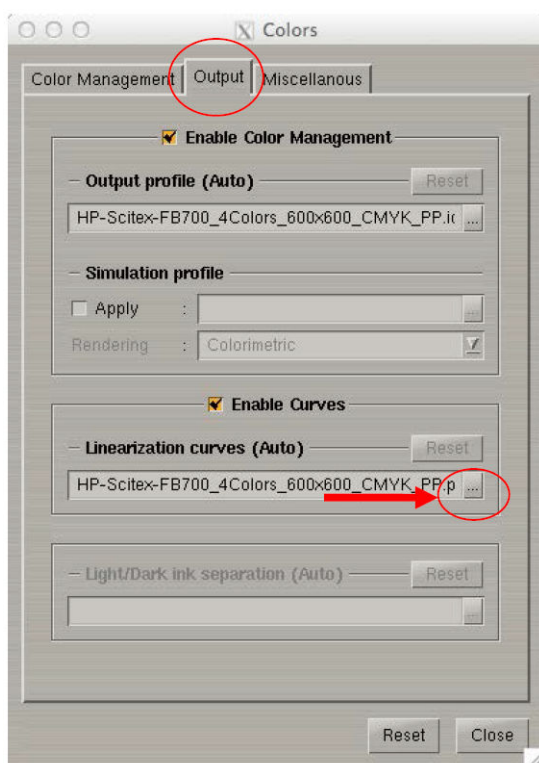 Colors
Color Management Output Miscellanous
Enable Color Management
Output profile (Auto) Reset
HP-Scitex-FB700_4Colors_600x600_CMYK_PP.ic ...
Simulation profile
Apply : ...
Rendering : Colorimetric
Enable Curves
Linearization curves (Auto) Reset
HP-Scitex-FB700_4Colors_600x600_CMYK_PP.p ...
Light/Dark ink separation (Auto) Reset
...
Reset Close